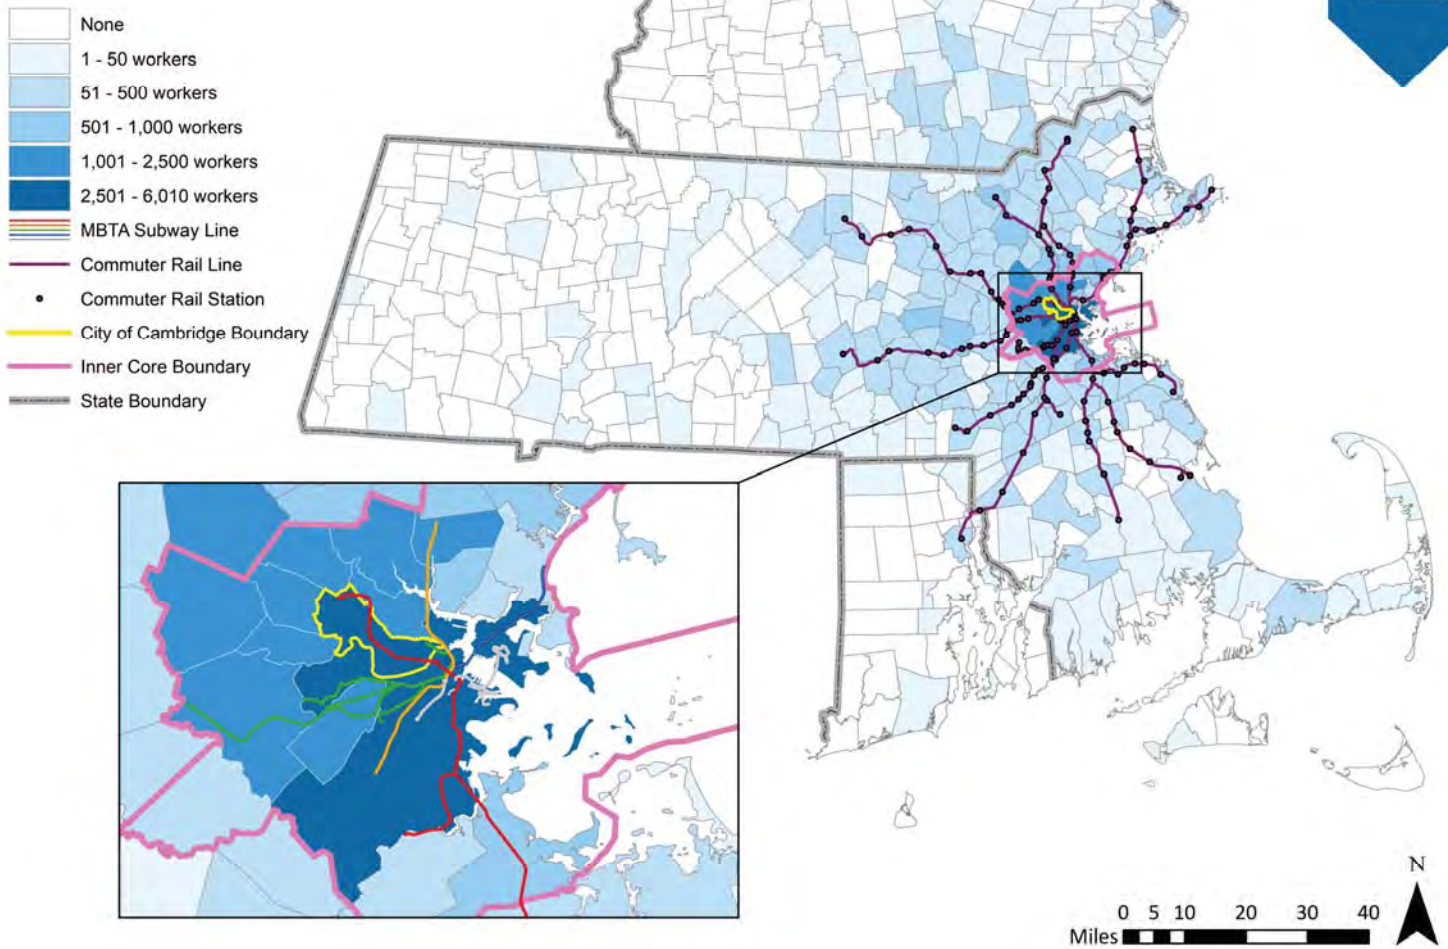 None
1 - 50 workers
51 - 500 workers
501 - 1,000 workers
1,001 - 2,500 workers
2,501 - 6,010 workers
MBTA Subway Line
Commuter Rail Line
Commuter Rail Station
City of Cambridge Boundary
Inner Core Boundary
State Boundary
N
0 5 10 20 30 40
Miles